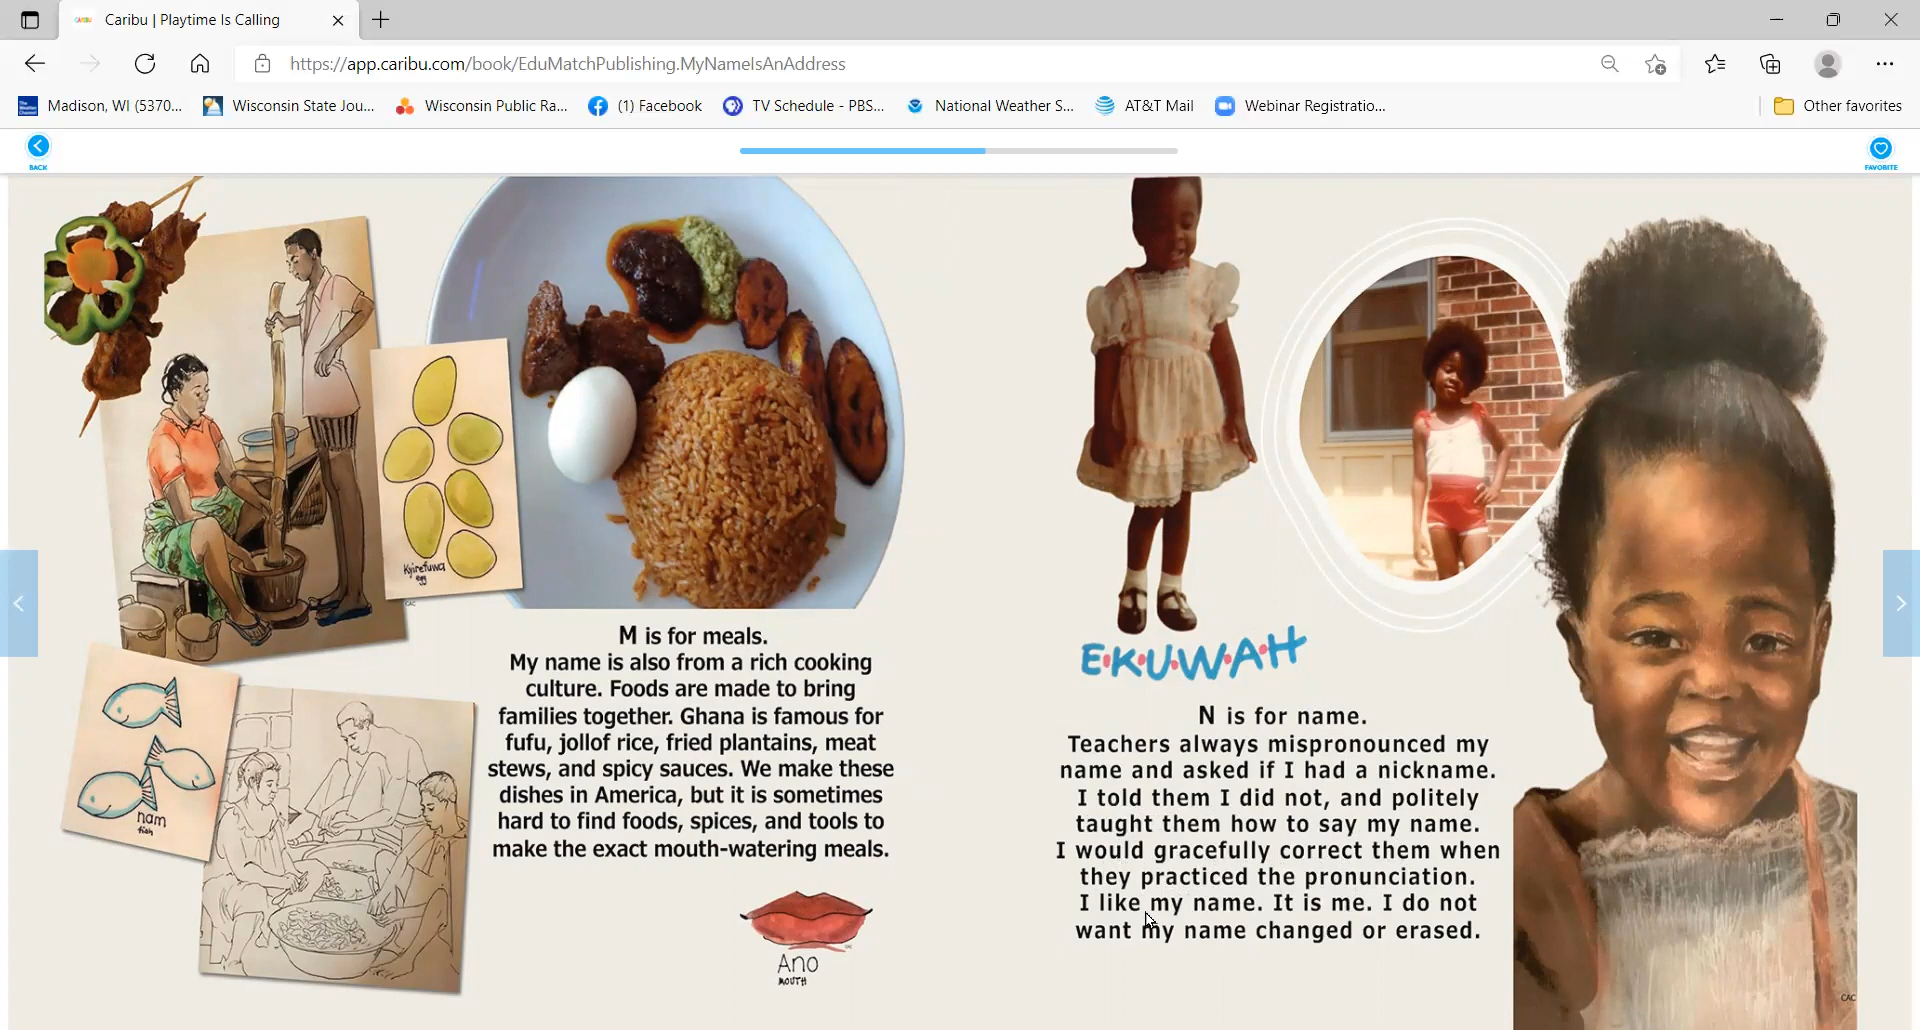 Caribu | Playtime Is Calling
https://app.caribu.com/book/EduMatchPublishing.MyNameIsAnAddress
Madison, WI (5370...
Wisconsin State Jou...
Wisconsin Public Ra...
(1) Facebook
TV Schedule - PBS...
National Weather S...
AT&T Mail
Webinar Registratio...
Other favorites
BACK
FAVORITE
Kyirefuwa
egg
CAC
nam
fish
M is for meals.
My name is also from a rich cooking
culture. Foods are made to bring
families together. Ghana is famous for
fufu, jollof rice, fried plantains, meat
stews, and spicy sauces. We make these
dishes in America, but it is sometimes
hard to find foods, spices, and tools to
make the exact mouth-watering meals.
Ano
MOUTH
E·K·U·W·A·H
N is for name.
Teachers always mispronounced my
name and asked if I had a nickname.
I told them I did not, and politely
taught them how to say my name.
I would gracefully correct them when
they practiced the pronunciation.
I like my name. It is me. I do not
want my name changed or erased.
CAC